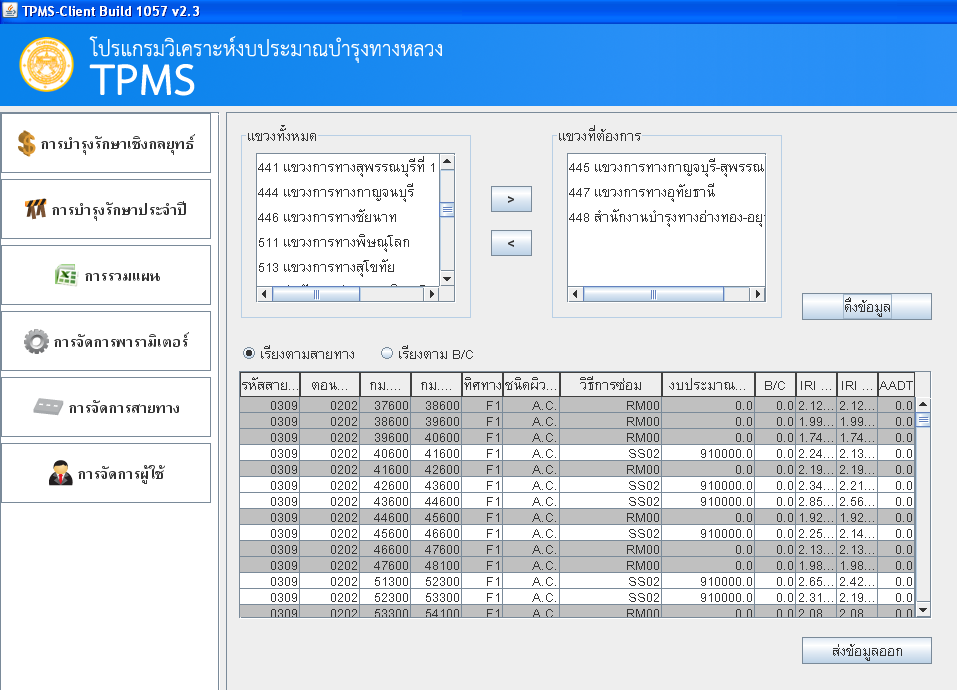 TPMS-Client Build 1057 v2.3
โปรแกรมวิเคราะห์งบประมาณบำรุงทางหลวง
TPMS
การบำรุงรักษาเชิงกลยุทธ์
การบำรุงรักษาประจำปี
การรวมแผน
การจัดการพารามิเตอร์
การจัดการสายทาง
การจัดการผู้ใช้
แขวงทั้งหมด
441 แขวงการทางสุพรรณบุรีที่ 1
444 แขวงการทางกาญจนบุรี
446 แขวงการทางชัยนาท
511 แขวงการทางพิษณุโลก
513 แขวงการทางสุโขทัย
>
<
แขวงที่ต้องการ
445 แขวงการทางกาญจบุรี-สุพรรณ
447 แขวงการทางอุทัยธานี
448 สำนักงานบำรุงทางอ่างทอง-อยุ
ดึงข้อมูล
เรียงตามสายทาง เรียงตาม B/C
รหัสสาย... ตอน... กม.... กม.... ทิศทาง ชนิดผิว... วิธีการซ่อม งบประมาณ... B/C IRI ... IRI ... AADT
0309 0202 37600 38600 F1 A.C. RM00 0.0 0.0 2.12... 2.12... 0.0
0309 0202 38600 39600 F1 A.C. RM00 0.0 0.0 1.99... 1.99... 0.0
0309 0202 39600 40600 F1 A.C. RM00 0.0 0.0 1.74... 1.74... 0.0
0309 0202 40600 41600 F1 A.C. SS02 910000.0 0.0 2.24... 2.13... 0.0
0309 0202 41600 42600 F1 A.C. RM00 0.0 0.0 2.19... 2.19... 0.0
0309 0202 42600 43600 F1 A.C. SS02 910000.0 0.0 2.34... 2.21... 0.0
0309 0202 43600 44600 F1 A.C. SS02 910000.0 0.0 2.85... 2.56... 0.0
0309 0202 44600 45600 F1 A.C. RM00 0.0 0.0 1.92... 1.92... 0.0
0309 0202 45600 46600 F1 A.C. SS02 910000.0 0.0 2.25... 2.14... 0.0
0309 0202 46600 47600 F1 A.C. RM00 0.0 0.0 2.13... 2.13... 0.0
0309 0202 47600 48100 F1 A.C. RM00 0.0 0.0 1.98... 1.98... 0.0
0309 0202 51300 52300 F1 A.C. SS02 910000.0 0.0 2.65... 2.42... 0.0
0309 0202 52300 53300 F1 A.C. SS02 910000.0 0.0 2.31... 2.19... 0.0
0309 0202 53300 54100 F1 A.C. RM00 0.0 0.0 2.08... 2.08... 0.0
ส่งข้อมูลออก